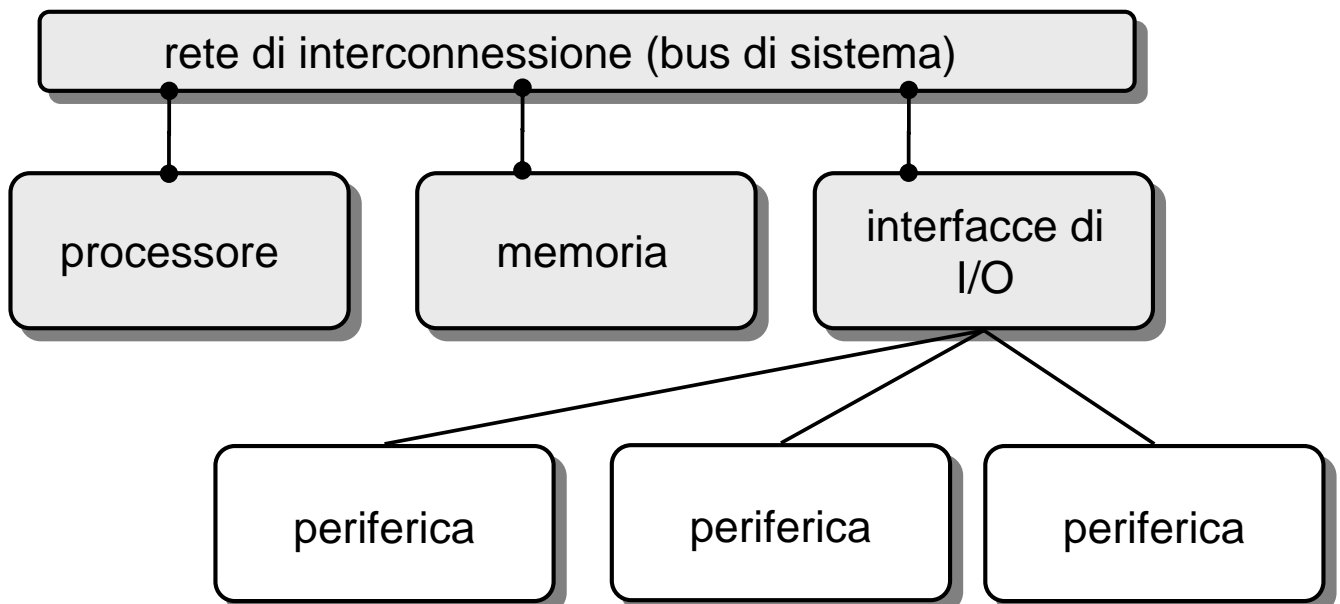 rete di interconnessione (bus di sistema)
processore
memoria
interfacce di
I/O
periferica
periferica
periferica